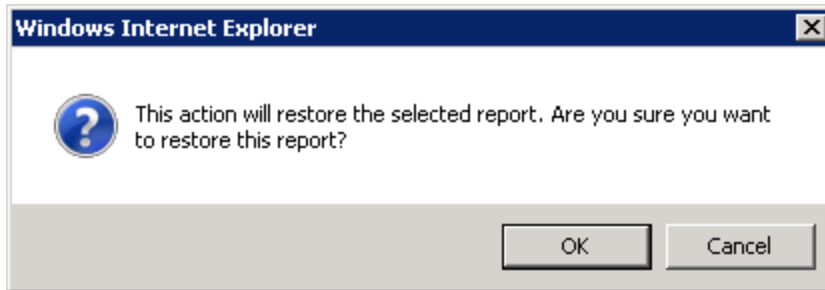 Windows Internet Explorer
This action will restore the selected report. Are you sure you want
to restore this report?
OK
Cancel